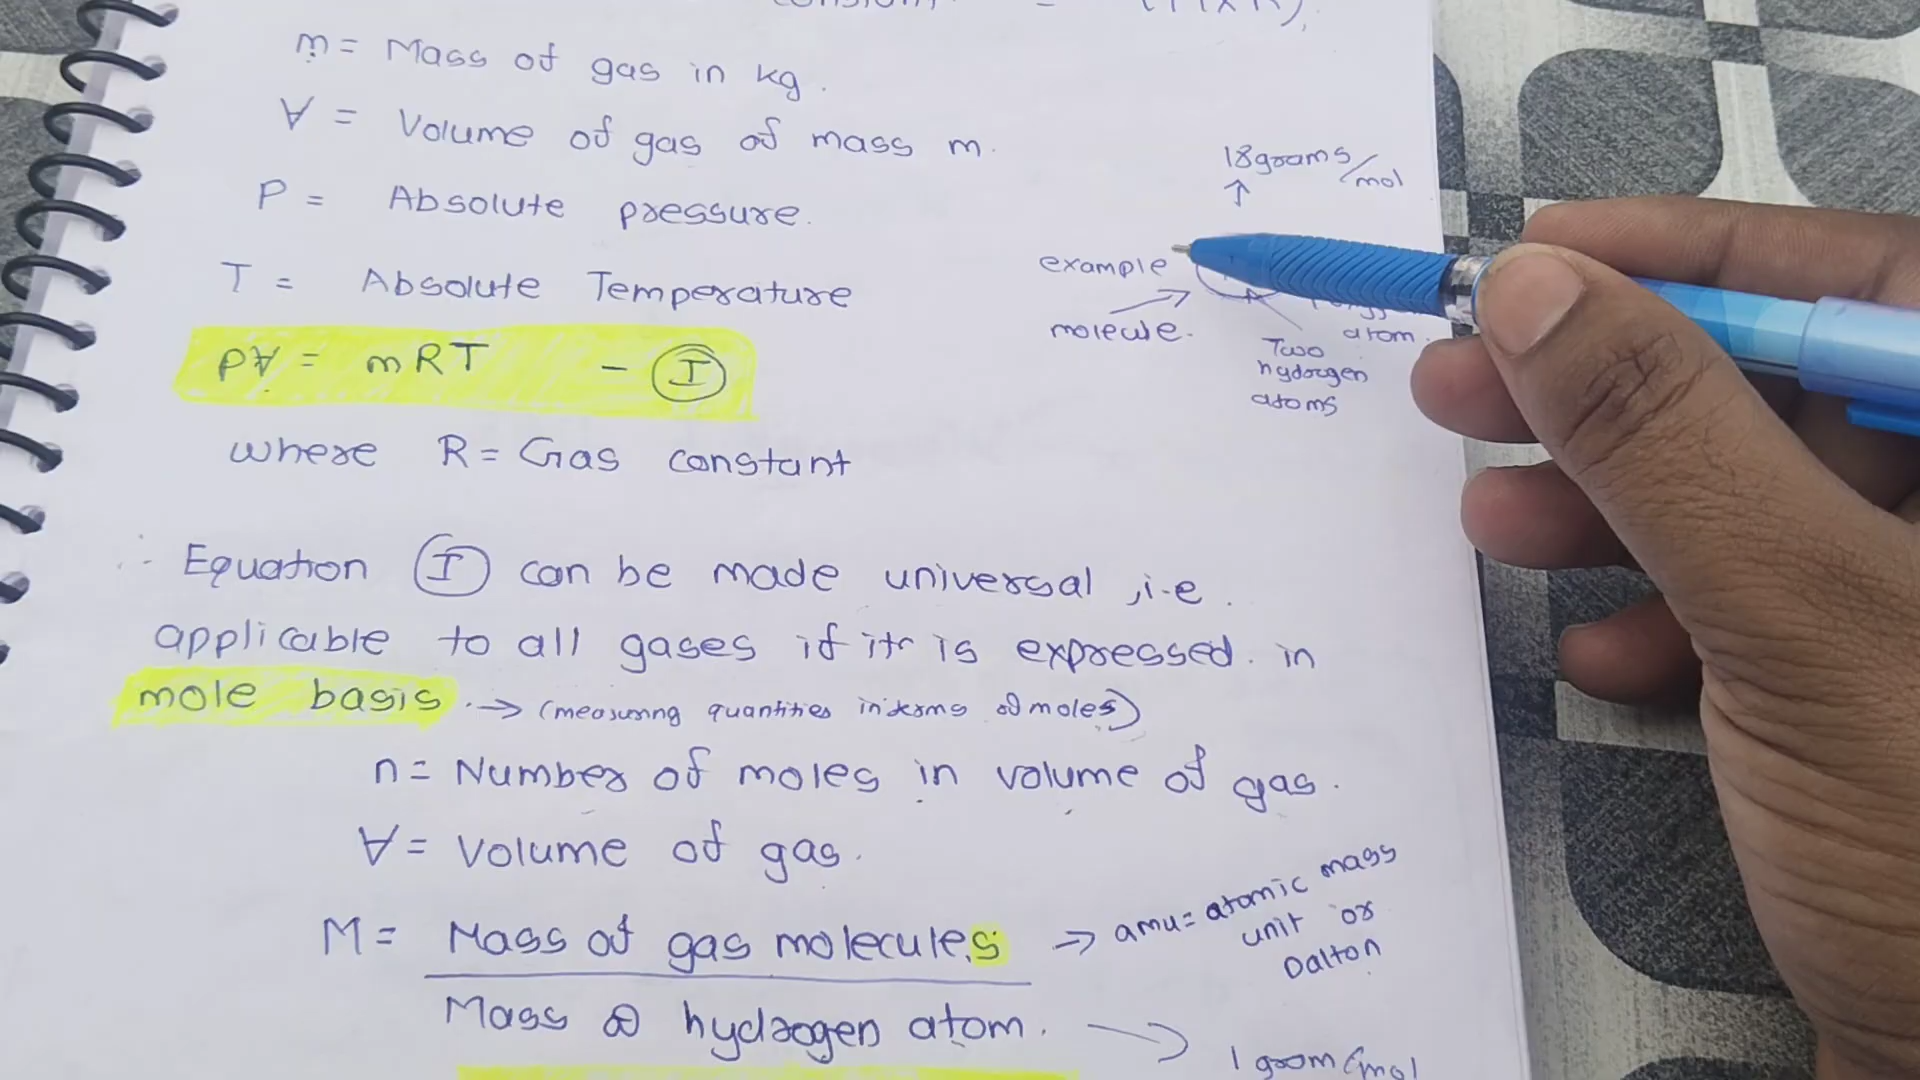 m = Mass of gas in kg.
∀ = Volume of gas of mass m.
P = Absolute pressure.
T = Absolute Temperature
P∀ = mRT - I
where R = Gas constant
18 grams/mol
↑
example
molecule.
atom.
Two
hydrogen
atoms
∴ Equation I can be made universal, i.e.
applicable to all gases if it is expressed in
mole basis. → (measuring quantities in terms of moles)
n = Number of moles in volume of gas.
∀ = Volume of gas.
M = Mass of gas molecules → amu = atomic mass
unit or
Dalton
Mass of hydrogen atom. → 1 gram/mol